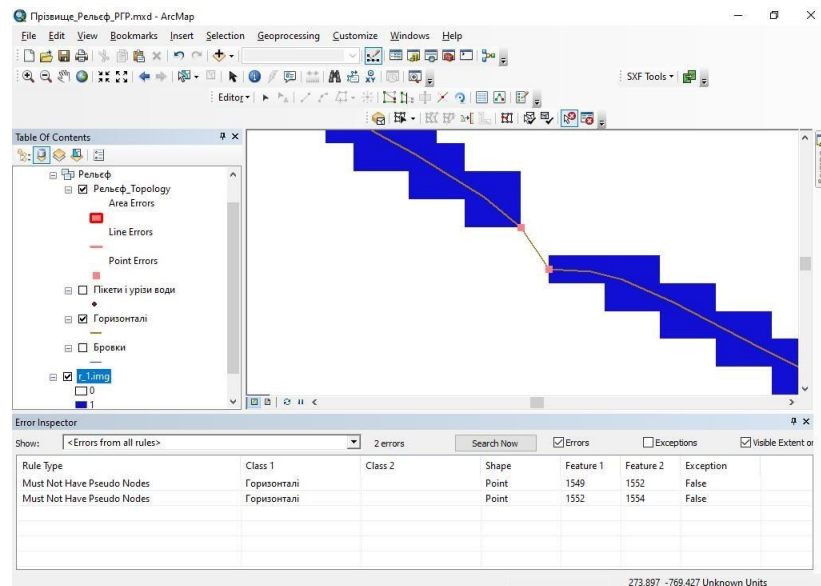 Прізвище_Рельєф_РГР.mxd - ArcMap
File Edit View Bookmarks Insert Selection Geoprocessing Customize Windows Help
SXF Tools
Editor
Table Of Contents
Рельєф
Рельєф_Topology
Area Errors
Line Errors
Point Errors
Пікети і урізи води
Горизонталі
Бровки
r_1.img
0
1
Error Inspector
Show: <Errors from all rules> 2 errors Search Now Errors Exceptions Visible Extent or
Rule Type Class 1 Class 2 Shape Feature 1 Feature 2 Exception
Must Not Have Pseudo Nodes Горизонталі Point 1549 1552 False
Must Not Have Pseudo Nodes Горизонталі Point 1552 1554 False
273,897 -769,427 Unknown Units